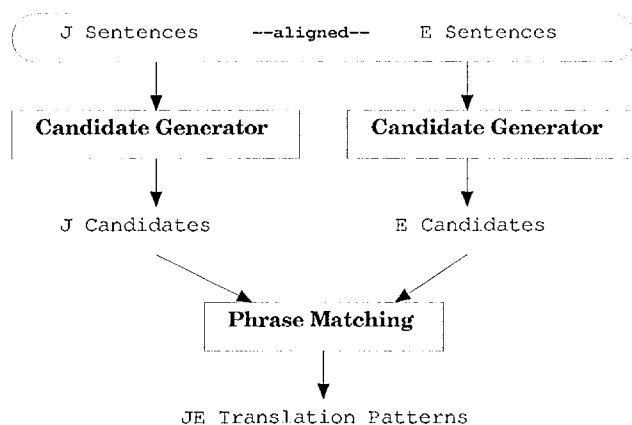 J Sentences --aligned-- E Sentences
Candidate Generator Candidate Generator
J Candidates E Candidates
Phrase Matching
JE Translation Patterns